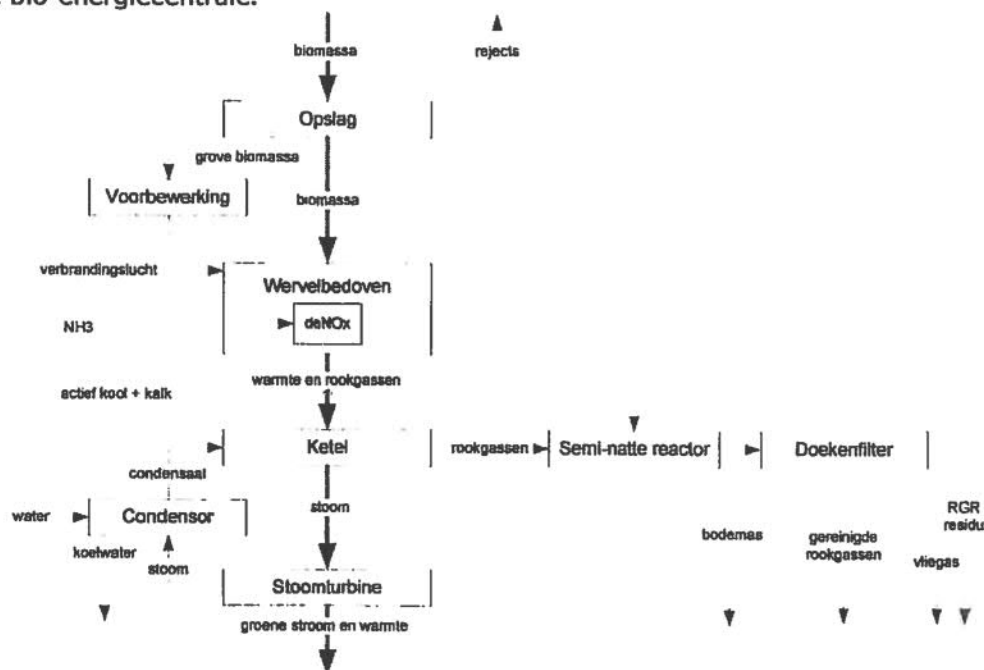 bio-energiecentrale.
biomassa
rejects
Opslag
grove biomassa
Voorbewerking
biomassa
verbrandingslucht
Wervelbedoven
NH3
deNOx
warmte en rookgassen
actief kool + kalk
Ketel
rookgassen
Semi-natte reactor
Doekenfilter
condensaat
stoom
water
Condensor
RGR
residu
bodemas
gereinigde
rookgassen
vliegas
koelwater
stoom
Stoomturbine
groene stroom en warmte